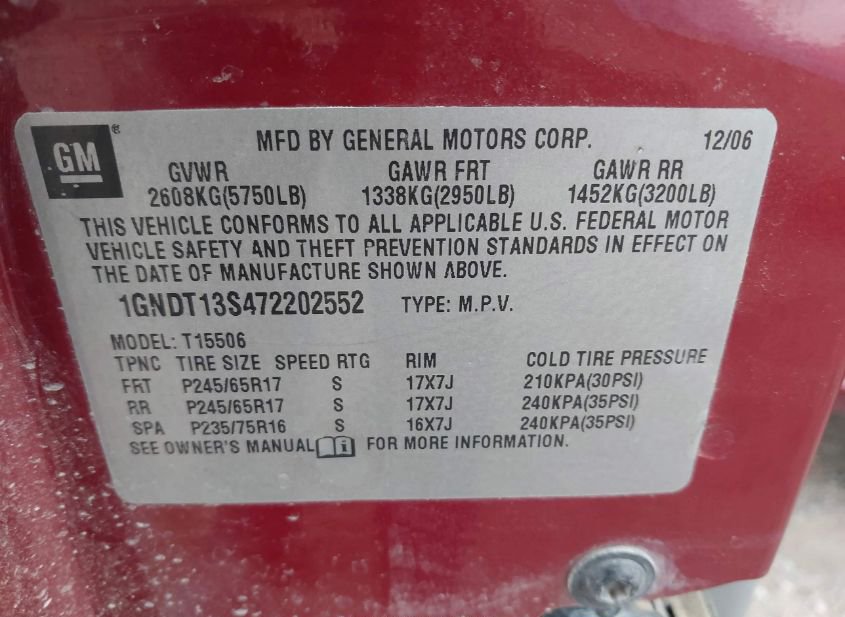 GM® MFD BY GENERAL MOTORS CORP. 12/06
GVWR GAWR FRT GAWR RR
2608KG(5750LB) 1338KG(2950LB) 1452KG(3200LB)
THIS VEHICLE CONFORMS TO ALL APPLICABLE U.S. FEDERAL MOTOR
VEHICLE SAFETY AND THEFT PREVENTION STANDARDS IN EFFECT ON
THE DATE OF MANUFACTURE SHOWN ABOVE.
1GNDT13S472202552 TYPE: M.P.V.
MODEL: T15506
TPNC TIRE SIZE SPEED RTG RIM COLD TIRE PRESSURE
FRT P245/65R17 S 17X7J 210KPA(30PSI)
RR P245/65R17 S 17X7J 240KPA(35PSI)
SPA P235/75R16 S 16X7J 240KPA(35PSI)
SEE OWNER'S MANUAL i FOR MORE INFORMATION.